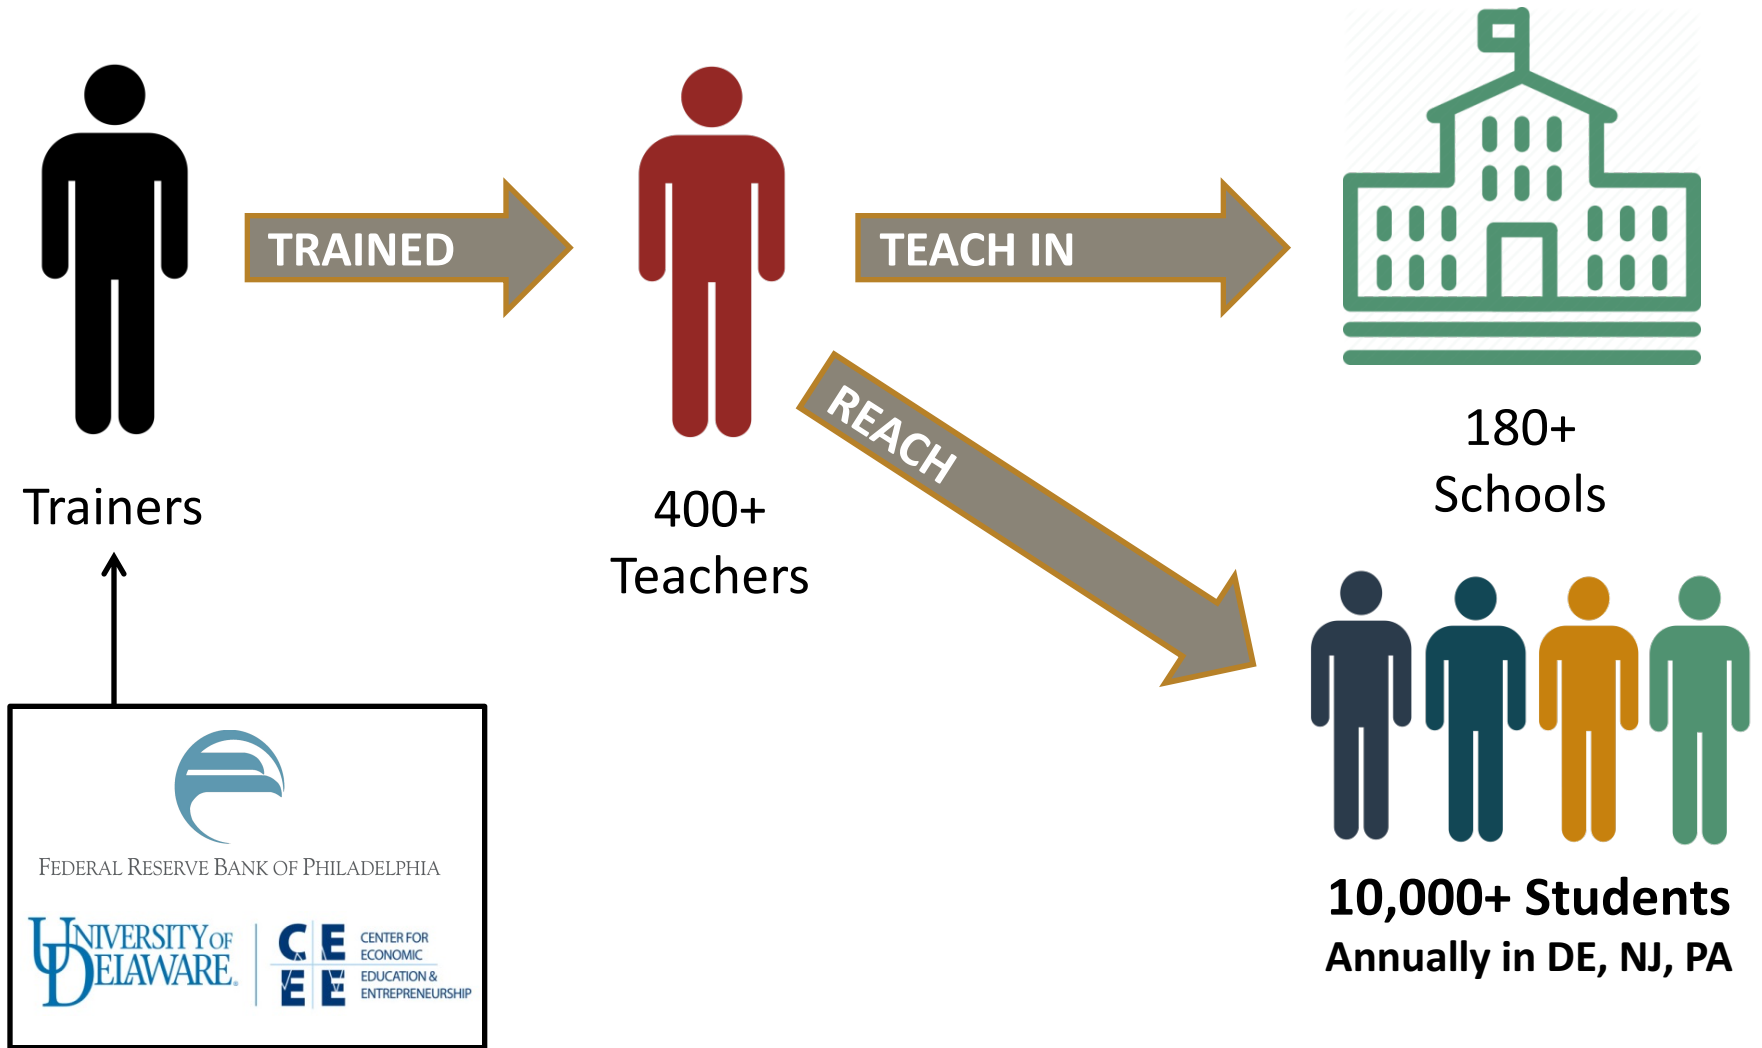 TRAINED
TEACH IN
REACH
Trainers
400+
Teachers
180+
Schools
10,000+ Students
Annually in DE, NJ, PA
FEDERAL RESERVE BANK OF PHILADELPHIA
UNIVERSITY OF
DELAWARE.
CE
EE
CENTER FOR
ECONOMIC
EDUCATION &
ENTREPRENEURSHIP